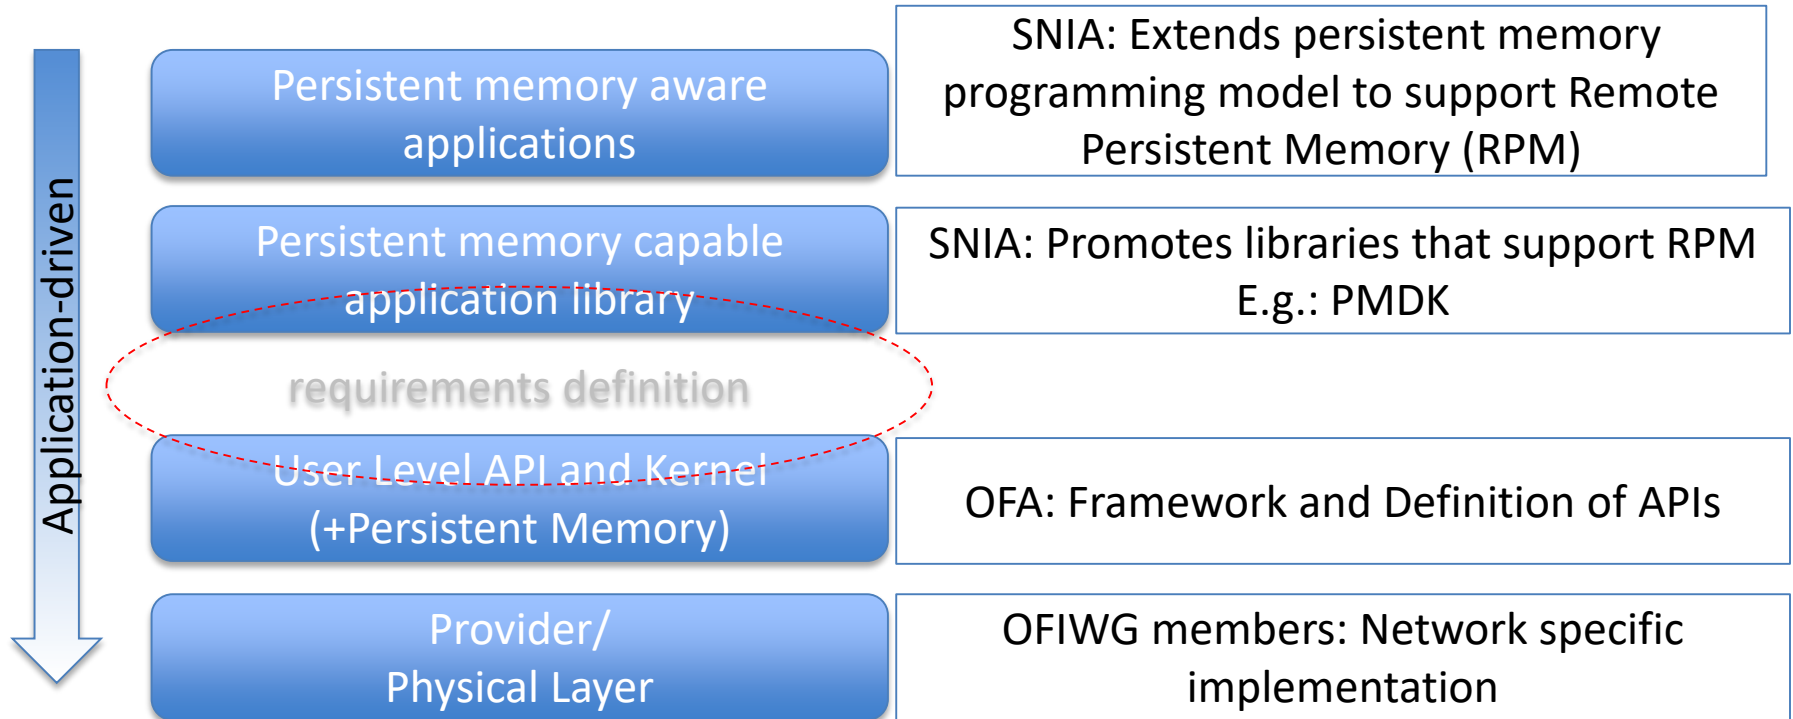 Application-driven
Persistent memory aware
applications
SNIA: Extends persistent memory
programming model to support Remote
Persistent Memory (RPM)
Persistent memory capable
application library
SNIA: Promotes libraries that support RPM
E.g.: PMDK
requirements definition
User Level API and Kernel
(+Persistent Memory)
OFA: Framework and Definition of APIs
Provider/
Physical Layer
OFIWG members: Network specific
implementation